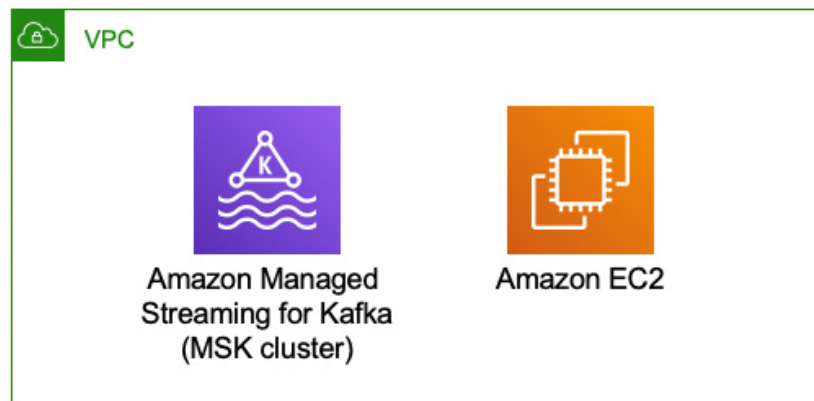 VPC
K
Amazon Managed
Streaming for Kafka
(MSK cluster)
Amazon EC2